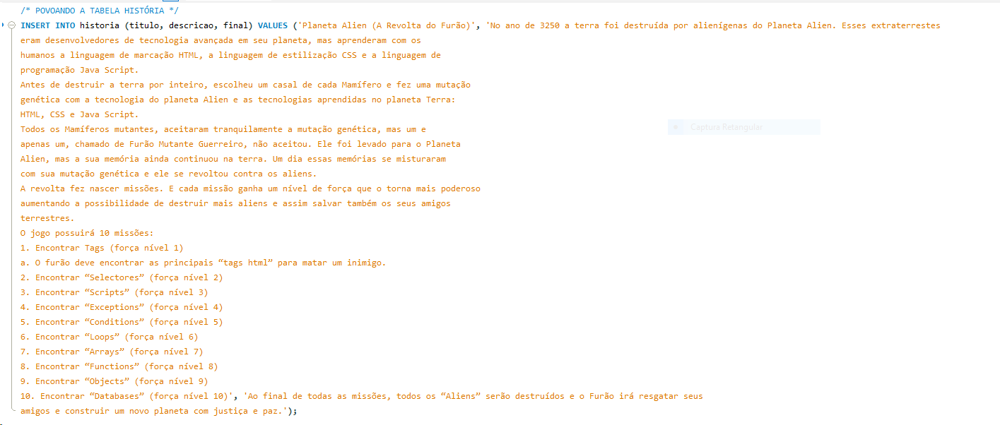 /* POVOANDO A TABELA HISTÓRIA */
INSERT INTO historia (titulo, descricao, final) VALUES ('Planeta Alien (A Revolta do Furão)', 'No ano de 3250 a terra foi destruída por alienígenas do Planeta Alien. Esses extraterrestes
eram desenvolvedores de tecnologia avançada em seu planeta, mas aprenderam com os
humanos a linguagem de marcação HTML, a linguagem de estilização CSS e a linguagem de
programação Java Script.
Antes de destruir a terra por inteiro, escolheu um casal de cada Mamífero e fez uma mutação
genética com a tecnologia do planeta Alien e as tecnologias aprendidas no planeta Terra:
HTML, CSS e Java Script.
Captura Retangular
Todos os Mamíferos mutantes, aceitaram tranquilamente a mutação genética, mas um e
apenas um, chamado de Furão Mutante Guerreiro, não aceitou. Ele foi levado para o Planeta
Alien, mas a sua memória ainda continuou na terra. Um dia essas memórias se misturaram
com sua mutação genética e ele se revoltou contra os aliens.
A revolta fez nascer missões. E cada missão ganha um nível de força que o torna mais poderoso
aumentando a possibilidade de destruir mais aliens e assim salvar também os seus amigos
terrestres.
O jogo possuirá 10 missões:
1. Encontrar Tags (força nível 1)
a. O furão deve encontrar as principais “tags html” para matar um inimigo.
2. Encontrar “Selectores” (força nível 2)
3. Encontrar “Scripts” (força nível 3)
4. Encontrar “Exceptions” (força nível 4)
5. Encontrar “Conditions” (força nível 5)
6. Encontrar “Loops” (força nível 6)
7. Encontrar “Arrays” (força nível 7)
8. Encontrar “Functions” (força nível 8)
9. Encontrar “Objects” (força nível 9)
10. Encontrar “Databases” (força nível 10)', 'Ao final de todas as missões, todos os “Aliens” serão destruídos e o Furão irá resgatar seus
amigos e construir um novo planeta com justiça e paz.');